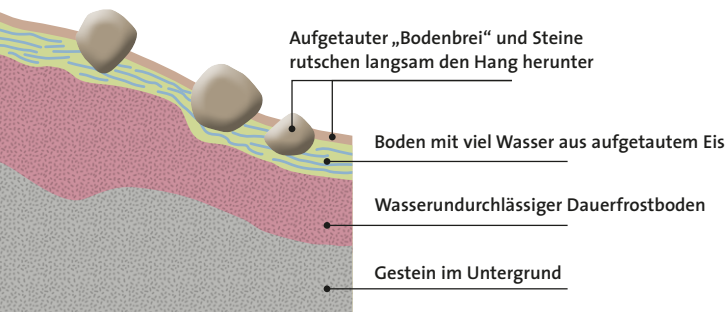 Aufgetauter „Bodenbrei“ und Steine
rutschen langsam den Hang herunter
Boden mit viel Wasser aus aufgetautem Eis
Wasserundurchlässiger Dauerfrostboden
Gestein im Untergrund